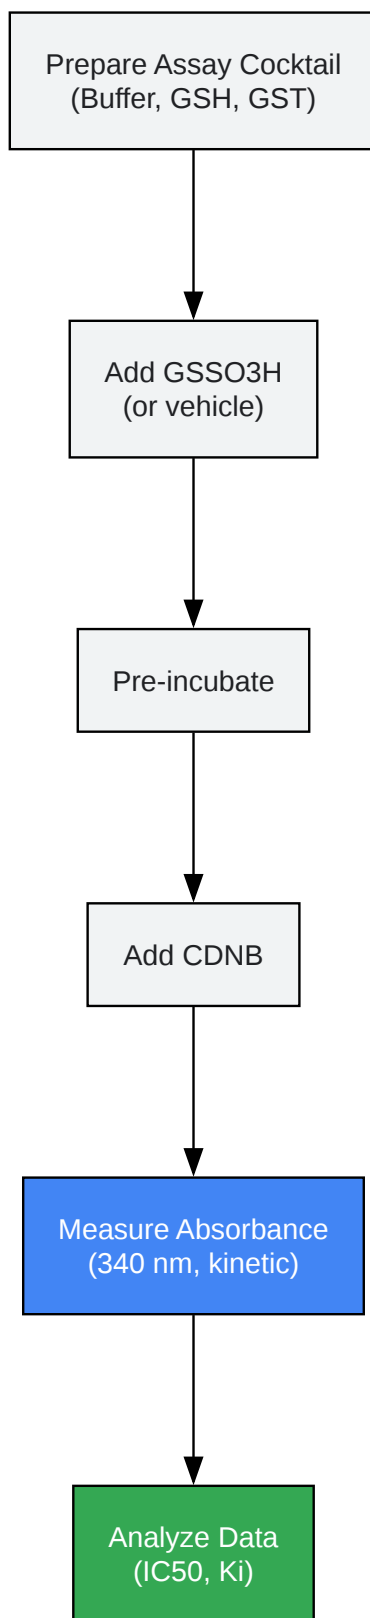 Prepare Assay Cocktail
(Buffer, GSH, GST)
Add GSSO3H
(or vehicle)
Pre-incubate
Add CDNB
Measure Absorbance
(340 nm, kinetic)
Analyze Data
(IC50, Ki)